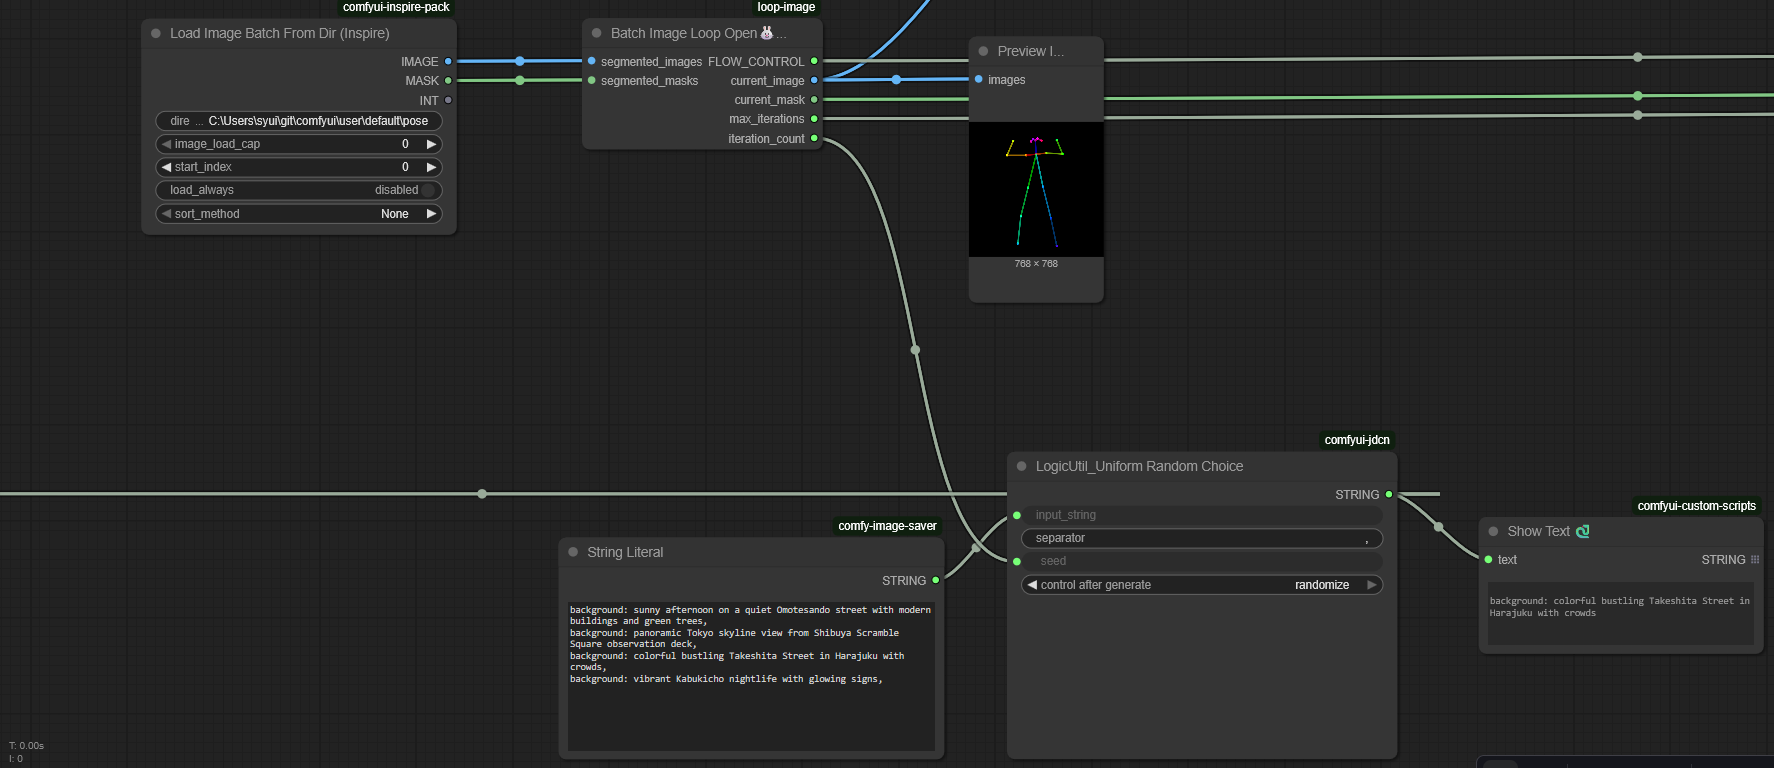 comfyui-inspire-pack
Load Image Batch From Dir (Inspire)
IMAGE
MASK
INT
dire ... C:\Users\syui\git\comfyui\user\default\pose
image_load_cap 0
start_index 0
load_always disabled
sort_method None
loop-image
Batch Image Loop Open 🐰...
segmented_images FLOW_CONTROL
segmented_masks current_image
current_mask
max_iterations
iteration_count
Preview I...
images
768 × 768
comfy-image-saver
String Literal
STRING
background: sunny afternoon on a quiet Omotesando street with modern
buildings and green trees,
background: panoramic Tokyo skyline view from Shibuya Scramble
Square observation deck,
background: colorful bustling Takeshita Street in Harajuku with
crowds,
background: vibrant Kabukicho nightlife with glowing signs,
comfyui-jdcn
LogicUtil_Uniform Random Choice
STRING
input_string
separator ,
seed
control after generate randomize
comfyui-custom-scripts
Show Text 🐍
text STRING
background: colorful bustling Takeshita Street in
Harajuku with crowds
T: 0.00s
I: 0